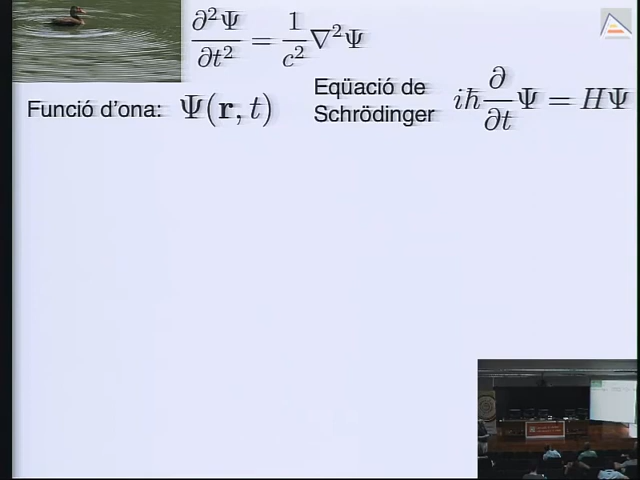 ∂²Ψ/∂t² = 1/c² ∇²Ψ
Funció d'ona: Ψ(r, t)
Eqüació de
Schrödinger
iħ ∂/∂t Ψ = HΨ